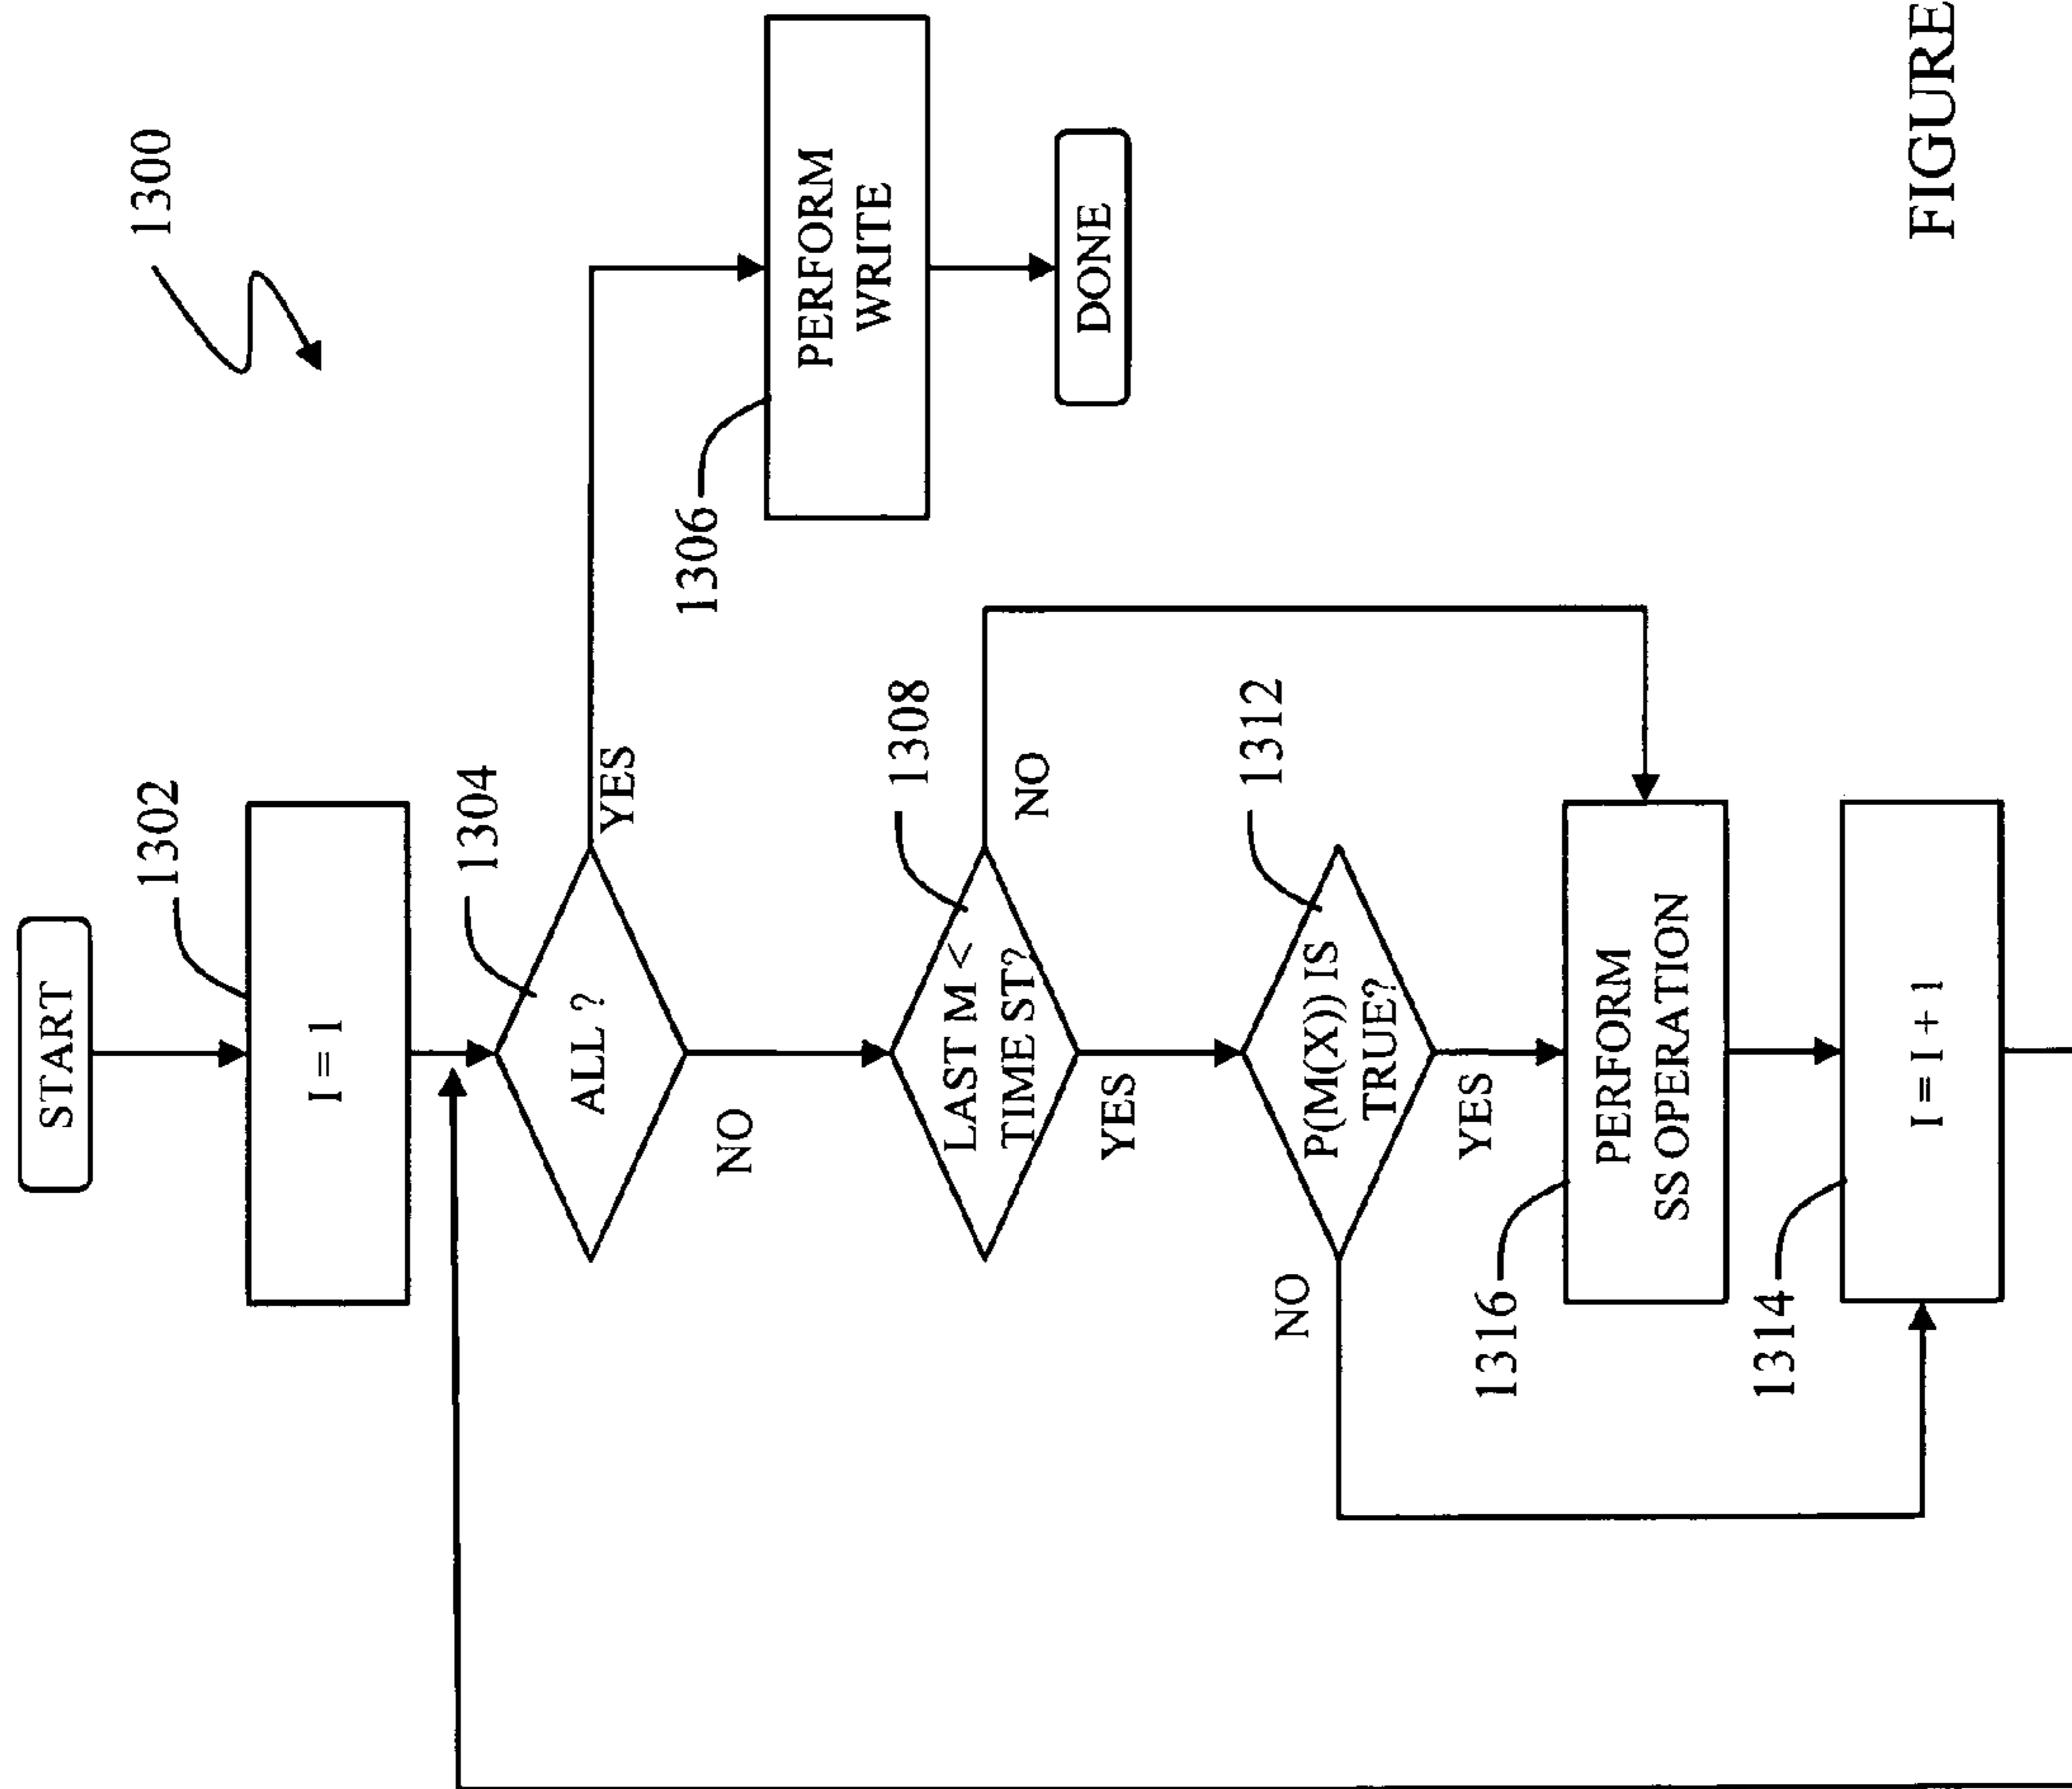 1300
START
1302
I = 1
1304
ALL ?
YES
NO
1306
PERFORM
WRITE
DONE
1308
LAST M <
TIME ST?
NO
YES
1312
P(M(X)) IS
TRUE?
NO
YES
1316
PERFORM
SS OPERATION
1314
I = I + 1
FIGURE